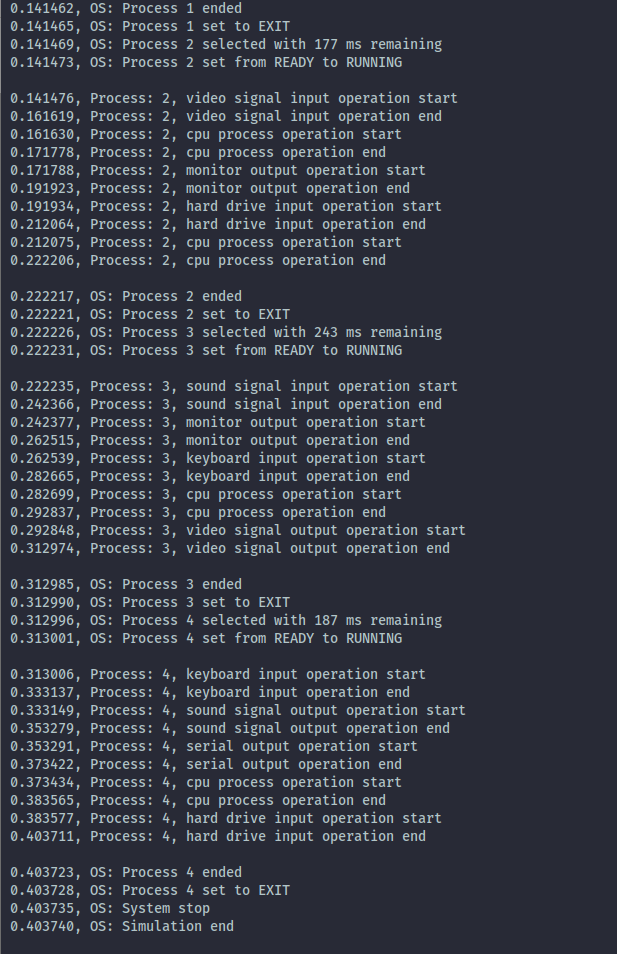 0.141462, OS: Process 1 ended
0.141465, OS: Process 1 set to EXIT
0.141469, OS: Process 2 selected with 177 ms remaining
0.141473, OS: Process 2 set from READY to RUNNING

0.141476, Process: 2, video signal input operation start
0.161619, Process: 2, video signal input operation end
0.161630, Process: 2, cpu process operation start
0.171778, Process: 2, cpu process operation end
0.171788, Process: 2, monitor output operation start
0.191923, Process: 2, monitor output operation end
0.191934, Process: 2, hard drive input operation start
0.212064, Process: 2, hard drive input operation end
0.212075, Process: 2, cpu process operation start
0.222206, Process: 2, cpu process operation end

0.222217, OS: Process 2 ended
0.222221, OS: Process 2 set to EXIT
0.222226, OS: Process 3 selected with 243 ms remaining
0.222231, OS: Process 3 set from READY to RUNNING

0.222235, Process: 3, sound signal input operation start
0.242366, Process: 3, sound signal input operation end
0.242377, Process: 3, monitor output operation start
0.262515, Process: 3, monitor output operation end
0.262539, Process: 3, keyboard input operation start
0.282665, Process: 3, keyboard input operation end
0.282699, Process: 3, cpu process operation start
0.292837, Process: 3, cpu process operation end
0.292848, Process: 3, video signal output operation start
0.312974, Process: 3, video signal output operation end

0.312985, OS: Process 3 ended
0.312990, OS: Process 3 set to EXIT
0.312996, OS: Process 4 selected with 187 ms remaining
0.313001, OS: Process 4 set from READY to RUNNING

0.313006, Process: 4, keyboard input operation start
0.333137, Process: 4, keyboard input operation end
0.333149, Process: 4, sound signal output operation start
0.353279, Process: 4, sound signal output operation end
0.353291, Process: 4, serial output operation start
0.373422, Process: 4, serial output operation end
0.373434, Process: 4, cpu process operation start
0.383565, Process: 4, cpu process operation end
0.383577, Process: 4, hard drive input operation start
0.403711, Process: 4, hard drive input operation end

0.403723, OS: Process 4 ended
0.403728, OS: Process 4 set to EXIT
0.403735, OS: System stop
0.403740, OS: Simulation end